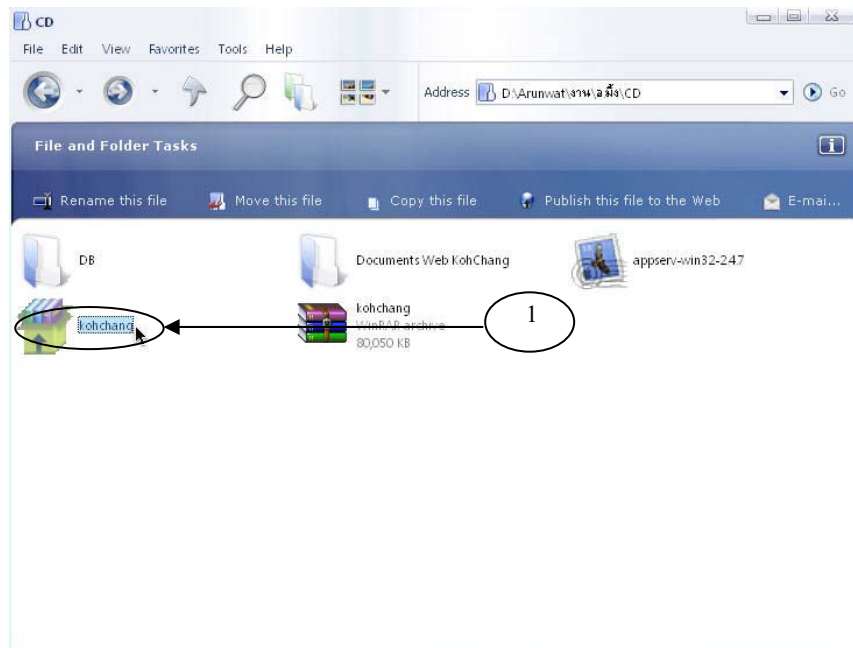 CD
File Edit View Favorites Tools Help
Address D:\Arunwat\งาน\อ.ผึ้ง\CD Go
File and Folder Tasks
Rename this file Move this file Copy this file Publish this file to the Web E-mai...
DB Documents Web KohChang appserv-win32-2.4.7
kohchang
kohchang
WinRAR archive
80,050 KB
1